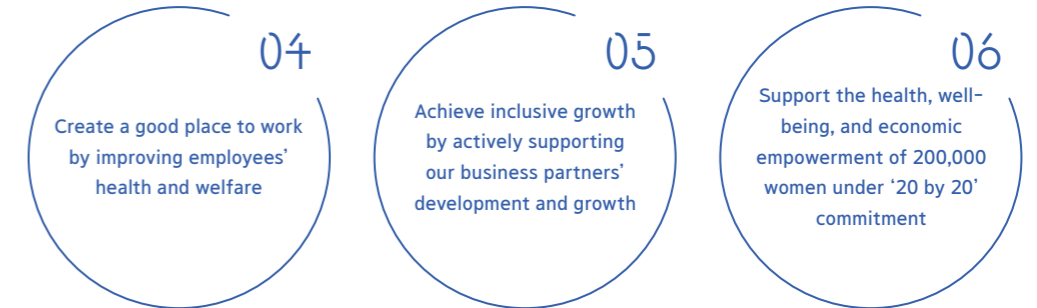 04
Create a good place to work
by improving employees’
health and welfare
05
Achieve inclusive growth
by actively supporting
our business partners’
development and growth
06
Support the health, well-
being, and economic
empowerment of 200,000
women under ‘20 by 20’
commitment